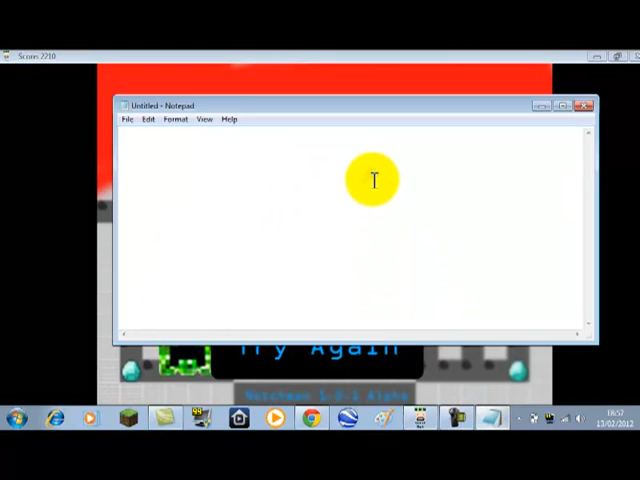 Score: 2210
Untitled - Notepad
File Edit Format View Help
Try Again
Notchman 1.2.1 Alpha
18:57
13/02/2012